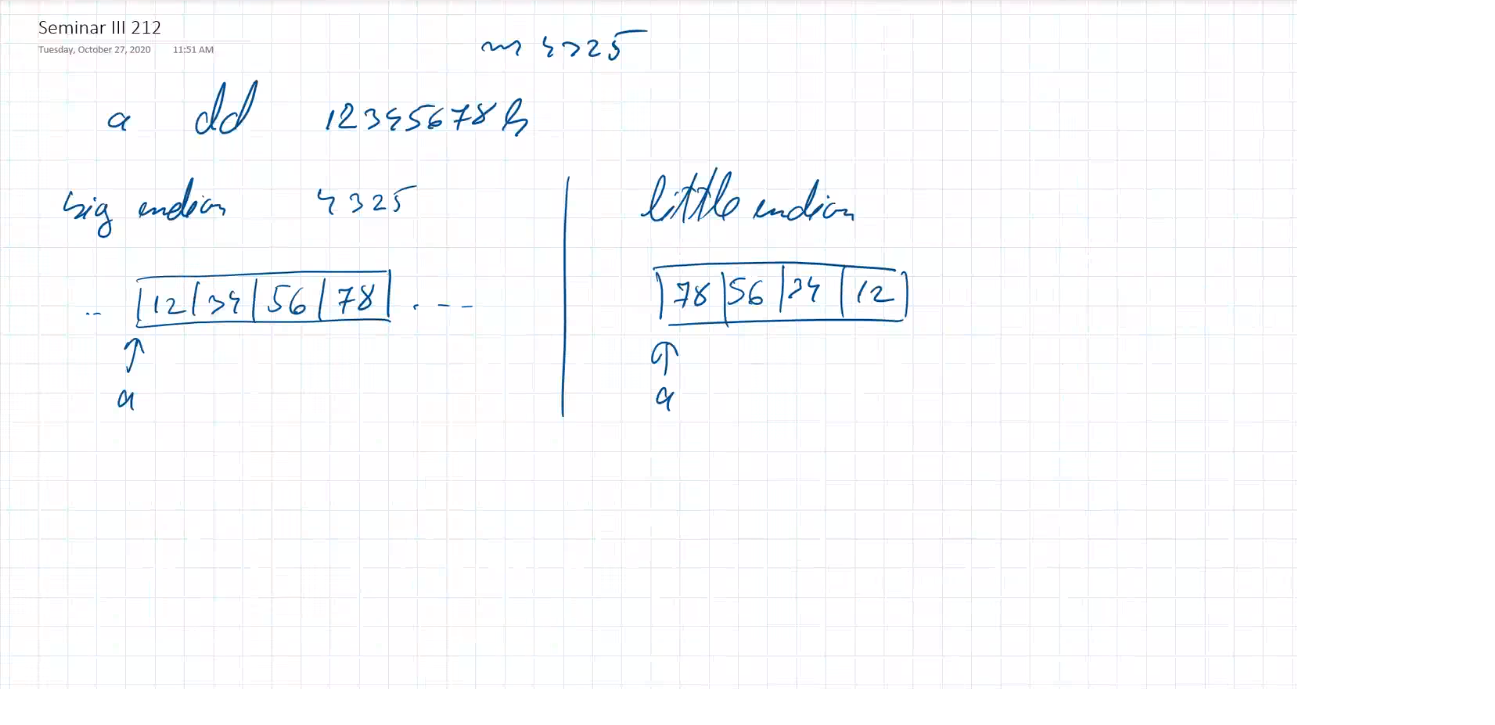 Seminar III 212
Tuesday, October 27, 2020 11:51 AM
4325
a dd 12345678h
big endian 4325
little endian
.. 12 34 56 78 . - - -
78 56 34 12
a
a